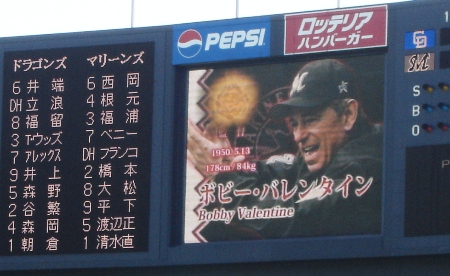 PEPSI
ロッテリア
ハンバーガー
ドラゴンズ
6 井端
DH 立浪
8 福留
3 T・ウッズ
7 アレックス
9 井上
5 森野
2 谷繁
4 森岡
1 朝倉
マリーンズ
6 西岡
4 根元
3 福浦
7 ベニー
DH フランコ
2 橋本
8 大松
9 平下
5 渡辺正
1 清水直
1950.5.13
178cm/84kg
ボビー・バレンタイン
Bobby Valentine
1
S
B
O
P